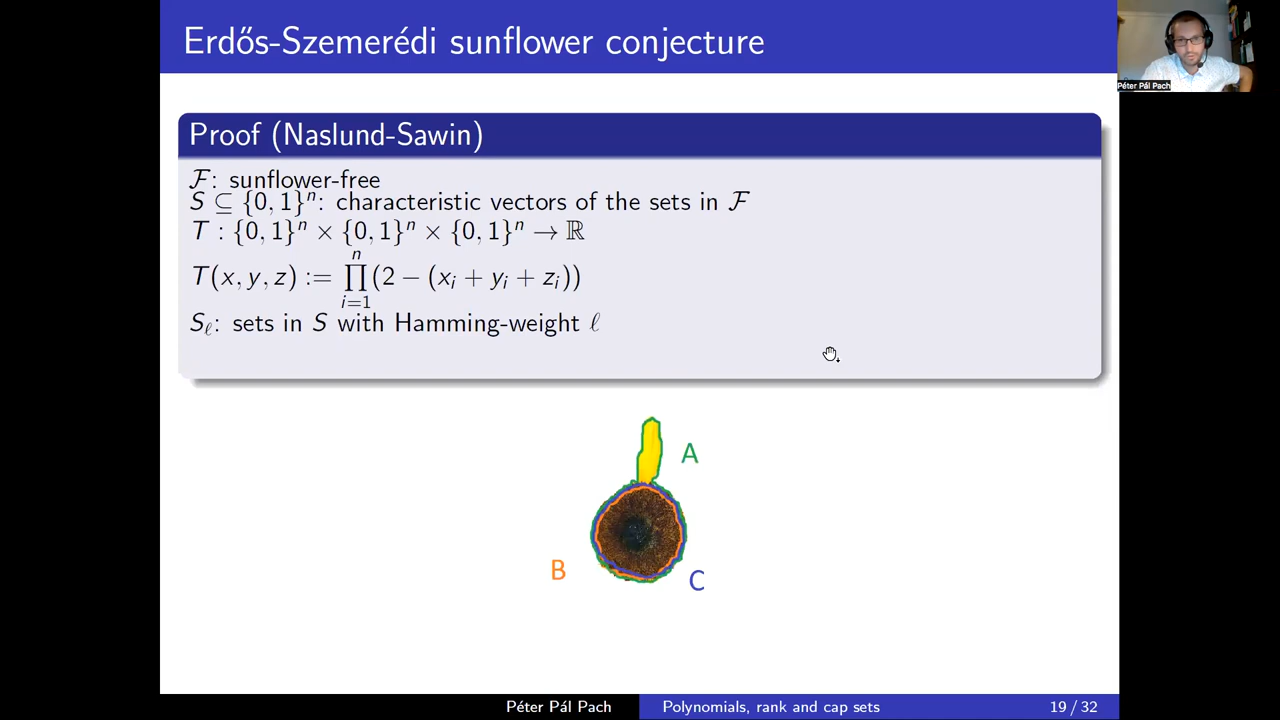 Erdős-Szemerédi sunflower conjecture
Péter Pál Pach
Proof (Naslund-Sawin)
ℱ: sunflower-free
S ⊆ {0, 1}ⁿ: characteristic vectors of the sets in ℱ
T : {0, 1}ⁿ × {0, 1}ⁿ × {0, 1}ⁿ → ℝ
T(x, y, z) := ∏ⁿᵢ₌₁(2 − (xᵢ + yᵢ + zᵢ))
S_ℓ: sets in S with Hamming-weight ℓ
A
B
C
Péter Pál Pach
Polynomials, rank and cap sets
19 / 32